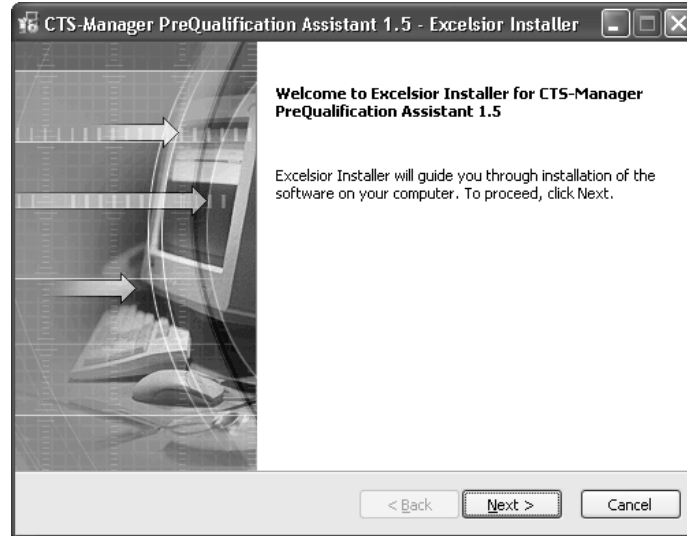 CTS-Manager PreQualification Assistant 1.5 - Excelsior Installer
Welcome to Excelsior Installer for CTS-Manager
PreQualification Assistant 1.5
Excelsior Installer will guide you through installation of the
software on your computer. To proceed, click Next.
< Back Next > Cancel